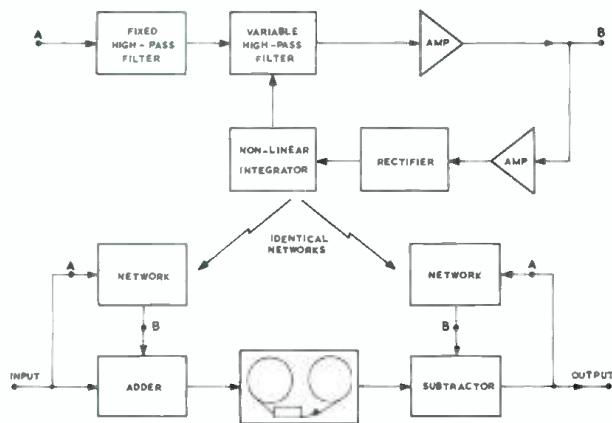 A
FIXED
HIGH-PASS
FILTER
VARIABLE
HIGH-PASS
FILTER
AMP
B
NON-LINEAR
INTEGRATOR
RECTIFIER
AMP
IDENTICAL
NETWORKS
A
NETWORK
B
INPUT
ADDER
NETWORK
A
B
SUBTRACTOR
OUTPUT